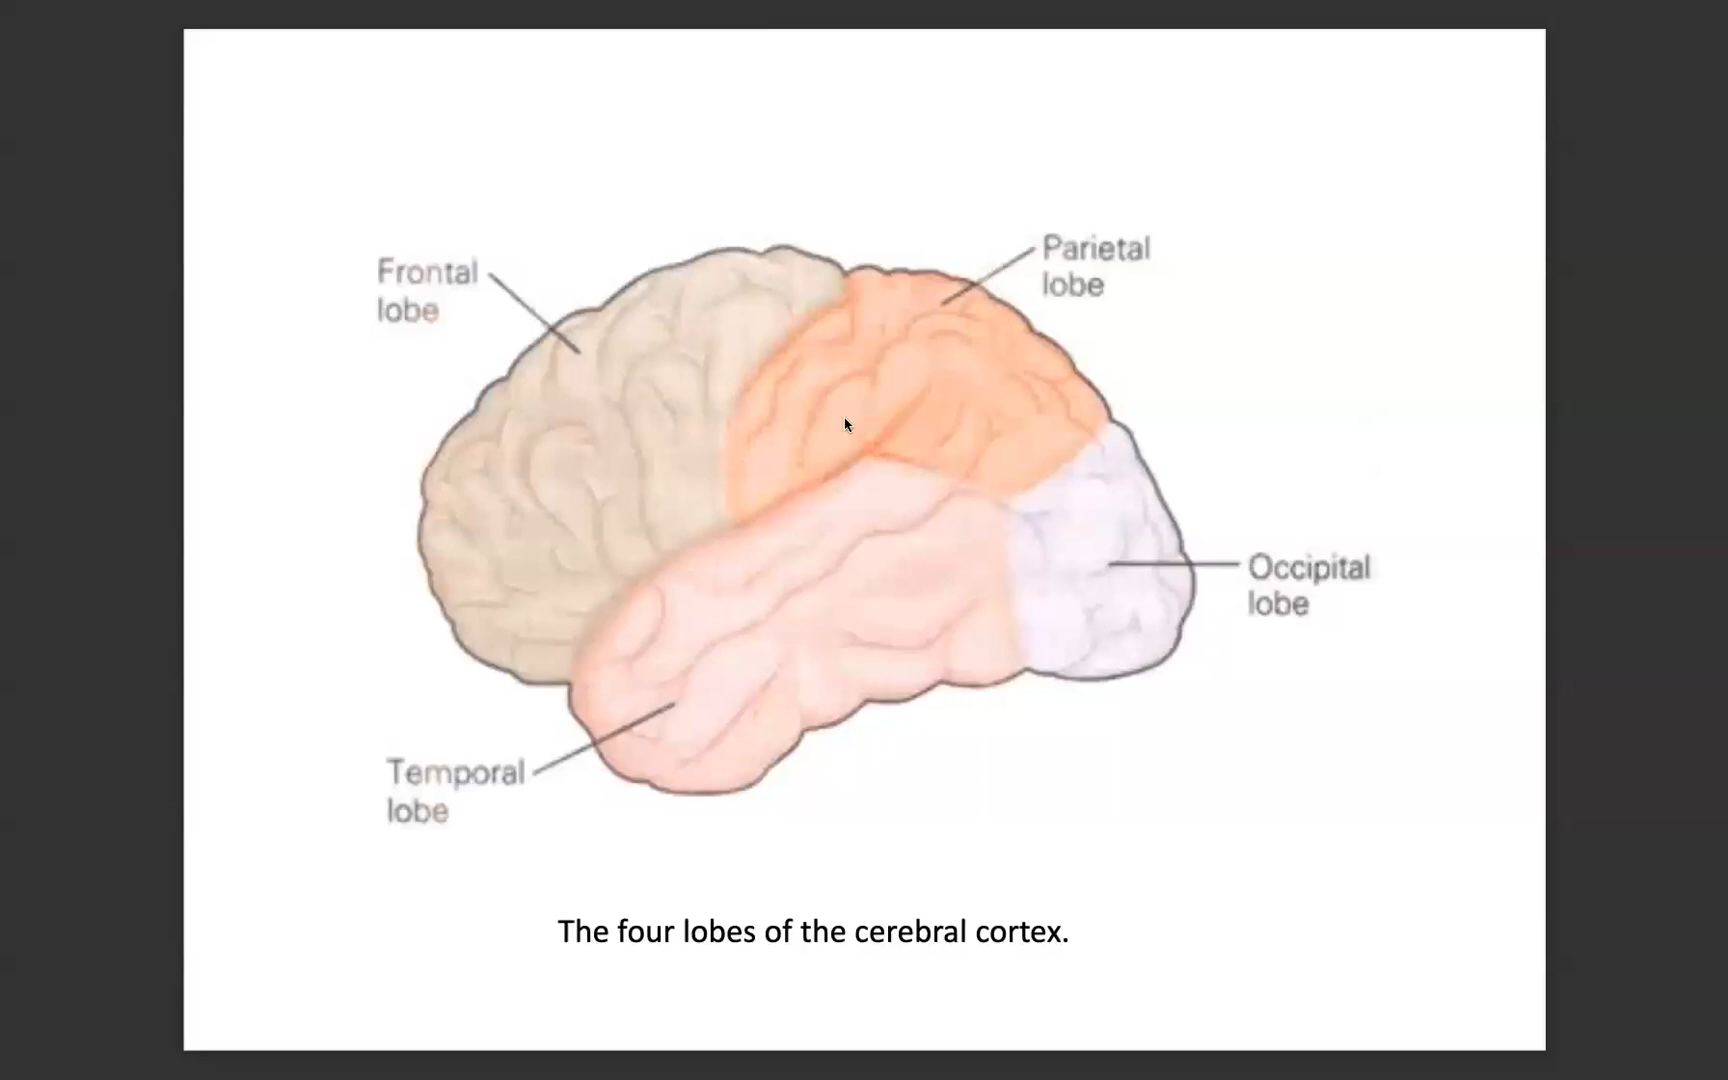 Frontal
lobe
Parietal
lobe
Occipital
lobe
Temporal
lobe
The four lobes of the cerebral cortex.